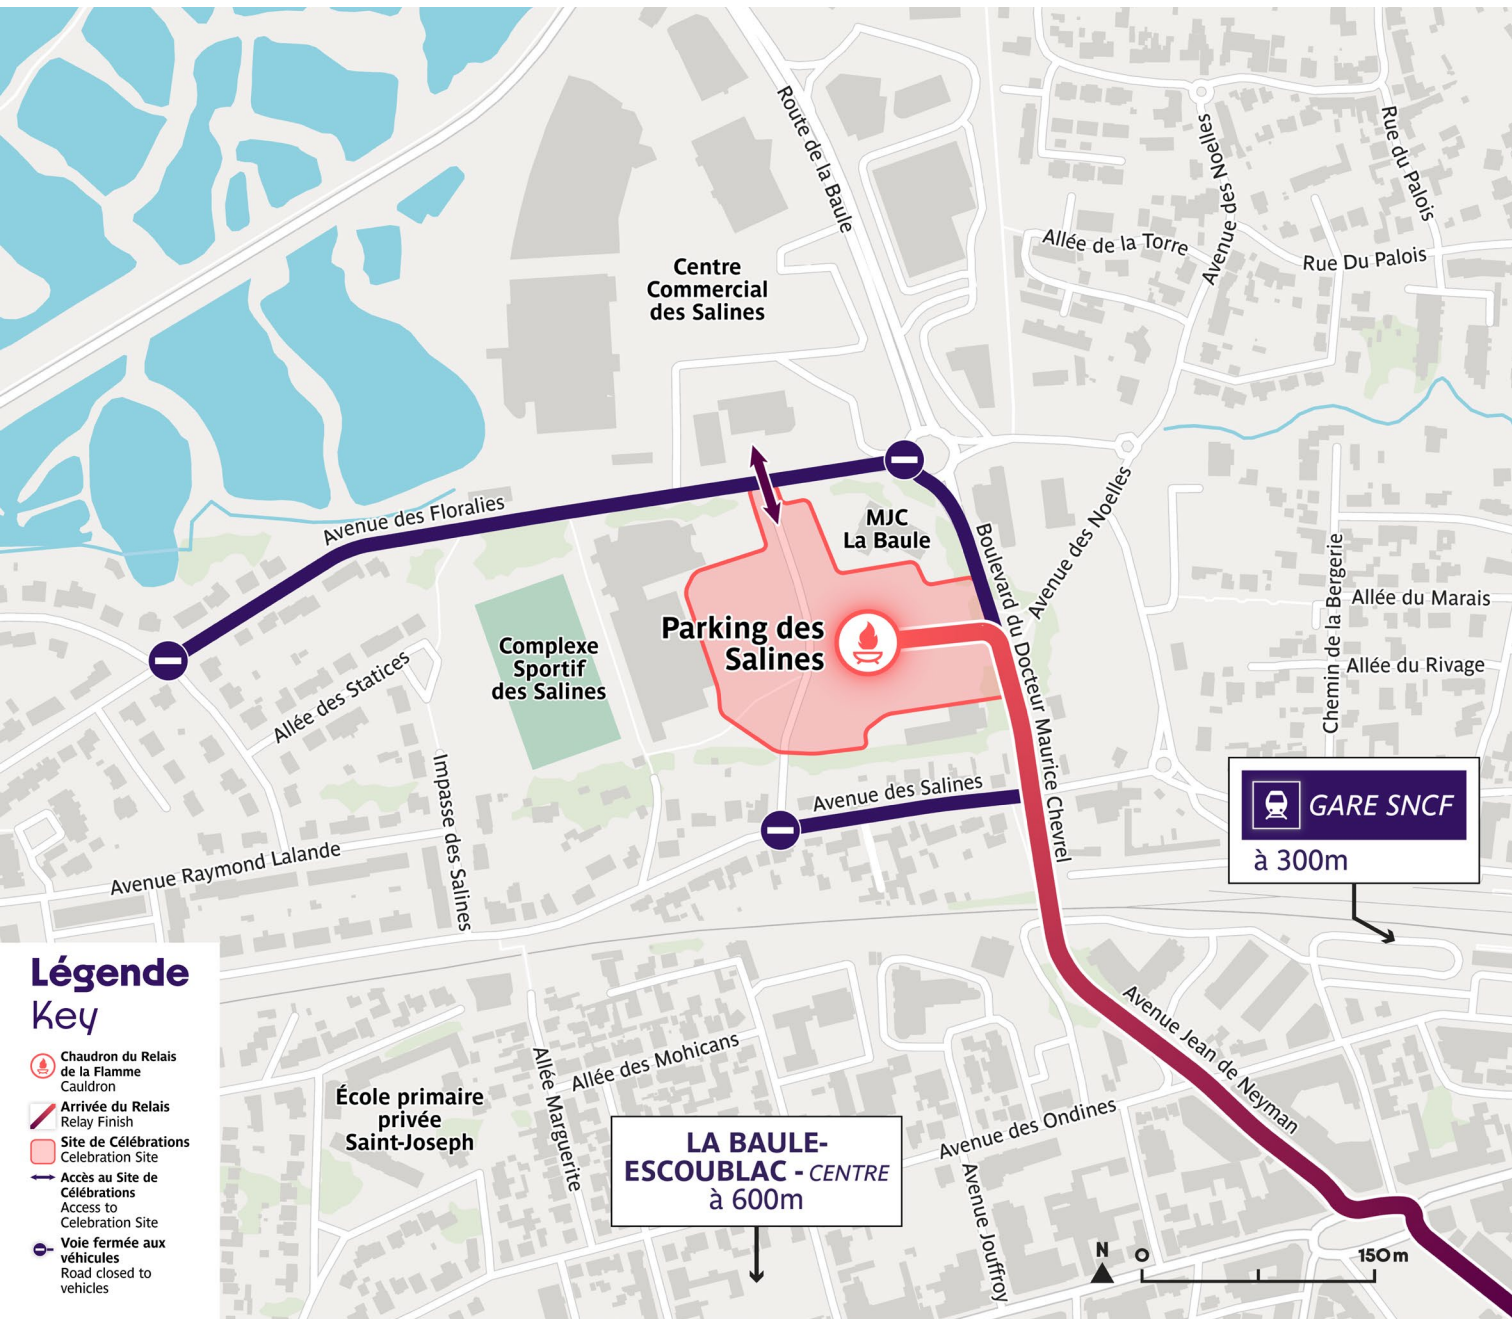 Route de la Baule
Avenue des Noelles
Rue du Palois
Allée de la Torre
Rue Du Palois
Centre
Commercial
des Salines
Avenue des Floralies
MJC
La Baule
Boulevard du Docteur Maurice Chevrel
Avenue des Noelles
Chemin de la Bergerie
Allée du Marais
Allée du Rivage
Parking des
Salines
Complexe
Sportif
des Salines
Allée des Statices
Impasse des Salines
Avenue des Salines
Avenue Raymond Lalande
GARE SNCF
à 300m
Avenue Jean de Neyman
Allée des Mohicans
Allée Marguerite
École primaire
privée
Saint-Joseph
Avenue des Ondines
Avenue Jouffroy
LA BAULE-
ESCOUBLAC - CENTRE
à 600m
N
0
150m
Légende
Key
Chaudron du Relais
de la Flamme
Cauldron
Arrivée du Relais
Relay Finish
Site de Célébrations
Celebration Site
Accès au Site de
Célébrations
Access to
Celebration Site
Voie fermée aux
véhicules
Road closed to
vehicles